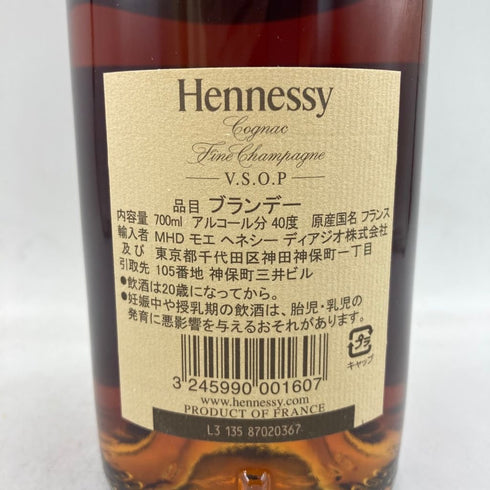 Hennessy
Cognac
Fine Champagne
V.S.O.P
品目 ブランデー
内容量 700ml アルコール分 40度 原産国名 フランス
輸入者 MHD モエ ヘネシー ディアジオ株式会社
及び 東京都千代田区神田神保町一丁目
引取先 105番地 神保町三井ビル
●飲酒は20歳になってから。
●妊娠中や授乳期の飲酒は、胎児・乳児の
発育に悪影響を与えるおそれがあります。
キャップ
3 245990 001607
www.hennessy.com
PRODUCT OF FRANCE
L3 135 87020367